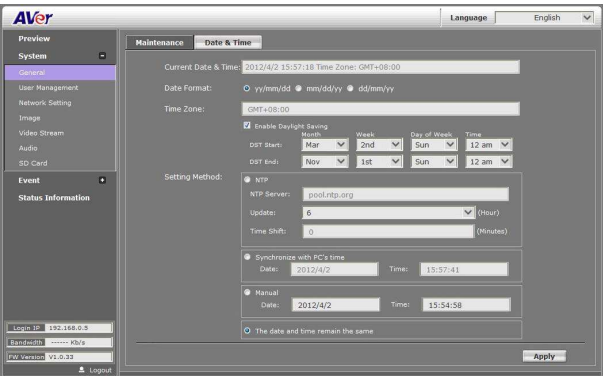 AVer
Language English
Preview
System
General
User Management
Network Setting
Image
Video Stream
Audio
SD Card
Event
Status Information
Login IP 192.168.0.5
Bandwidth ------ Kb/s
FW Version V1.0.33
Logout
Maintenance Date & Time
Current Date & Time: 2012/4/2 15:57:18 Time Zone: GMT+08:00
Date Format: yy/mm/dd mm/dd/yy dd/mm/yy
Time Zone: GMT+08:00
Enable Daylight Saving
Month Week Day of Week Time
DST Start: Mar 2nd Sun 12 am
DST End: Nov 1st Sun 12 am
Setting Method: NTP
NTP Server: pool.ntp.org
Update: 6 (Hour)
Time Shift: 0 (Minutes)
Synchronize with PC's time
Date: 2012/4/2 Time: 15:57:41
Manual
Date: 2012/4/2 Time: 15:54:58
The date and time remain the same
Apply